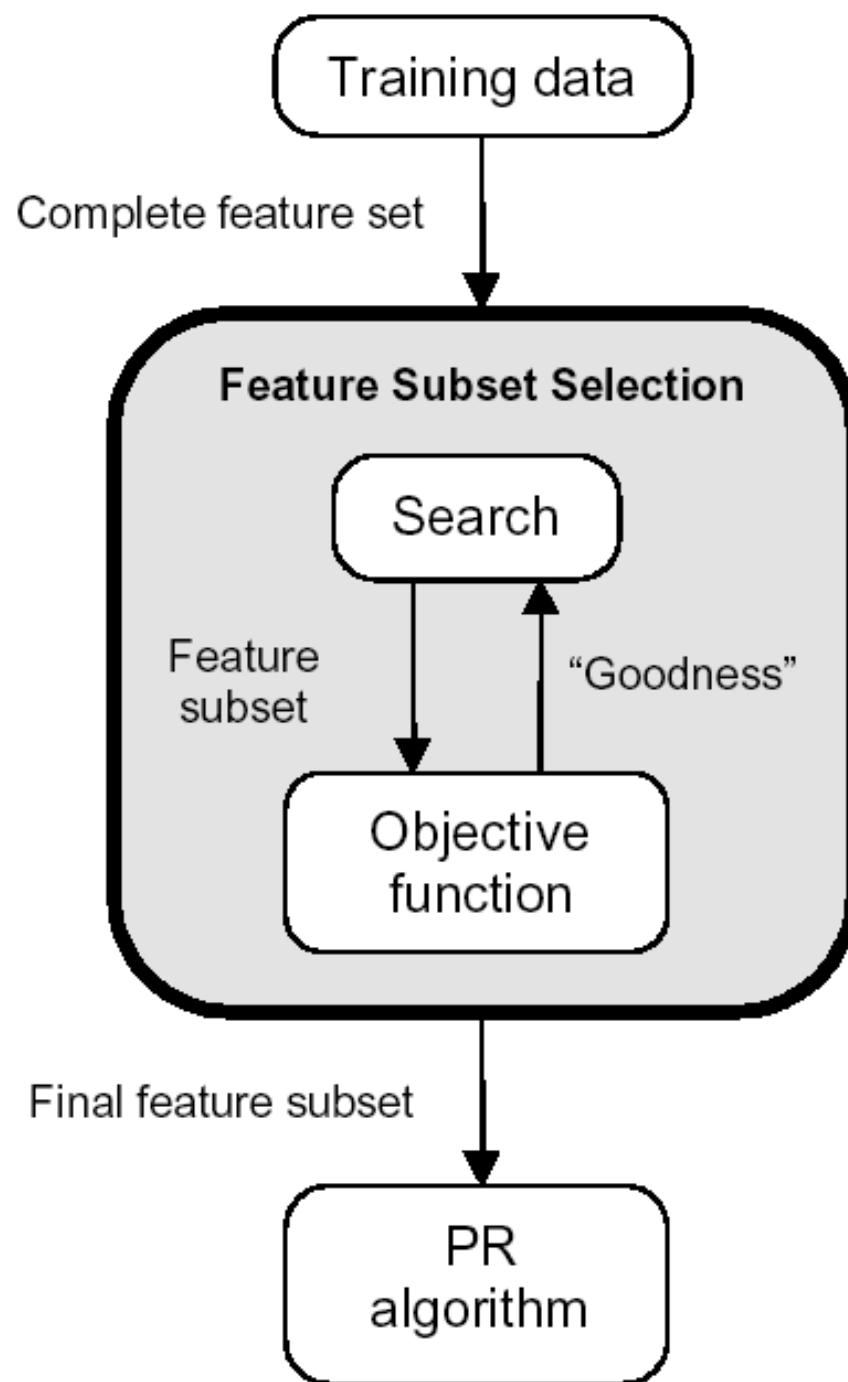 Training data
Complete feature set
Feature Subset Selection
Search
Feature
subset
“Goodness”
Objective
function
Final feature subset
PR
algorithm